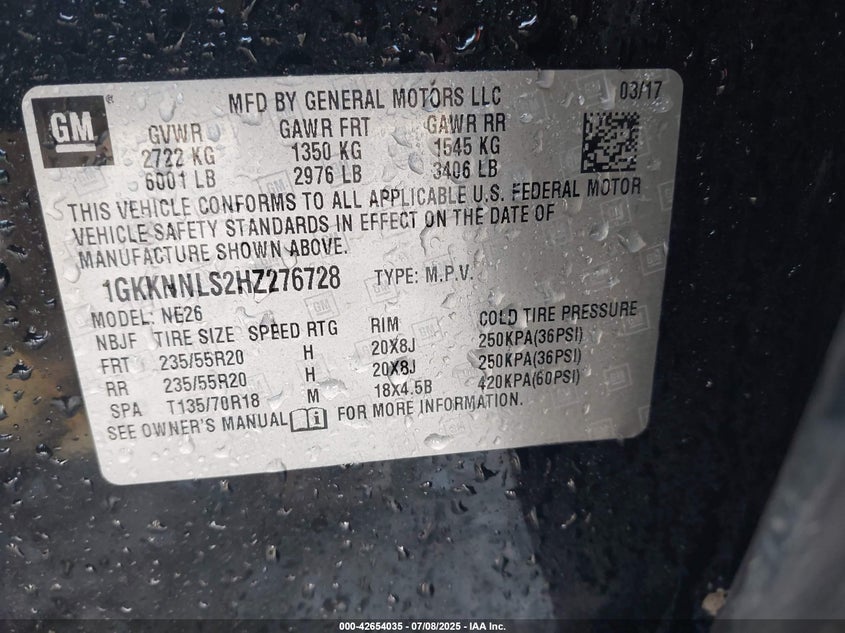 GM
®
MFD BY GENERAL MOTORS LLC
03/17
GVWR GAWR FRT GAWR RR
2722 KG 1350 KG 1545 KG
6001 LB 2976 LB 3406 LB
THIS VEHICLE CONFORMS TO ALL APPLICABLE U.S. FEDERAL MOTOR
VEHICLE SAFETY STANDARDS IN EFFECT ON THE DATE OF
MANUFACTURE SHOWN ABOVE.
1GKKNNLS2HZ276728 TYPE: M.P.V.
MODEL: NE26
NBJF TIRE SIZE SPEED RTG RIM COLD TIRE PRESSURE
FRT 235/55R20 H 20X8J 250KPA(36PSI)
RR 235/55R20 H 20X8J 250KPA(36PSI)
SPA T135/70R18 M 18X4.5B 420KPA(60PSI)
SEE OWNER'S MANUAL i FOR MORE INFORMATION.
000-42654035 - 07/08/2025 - IAA Inc.